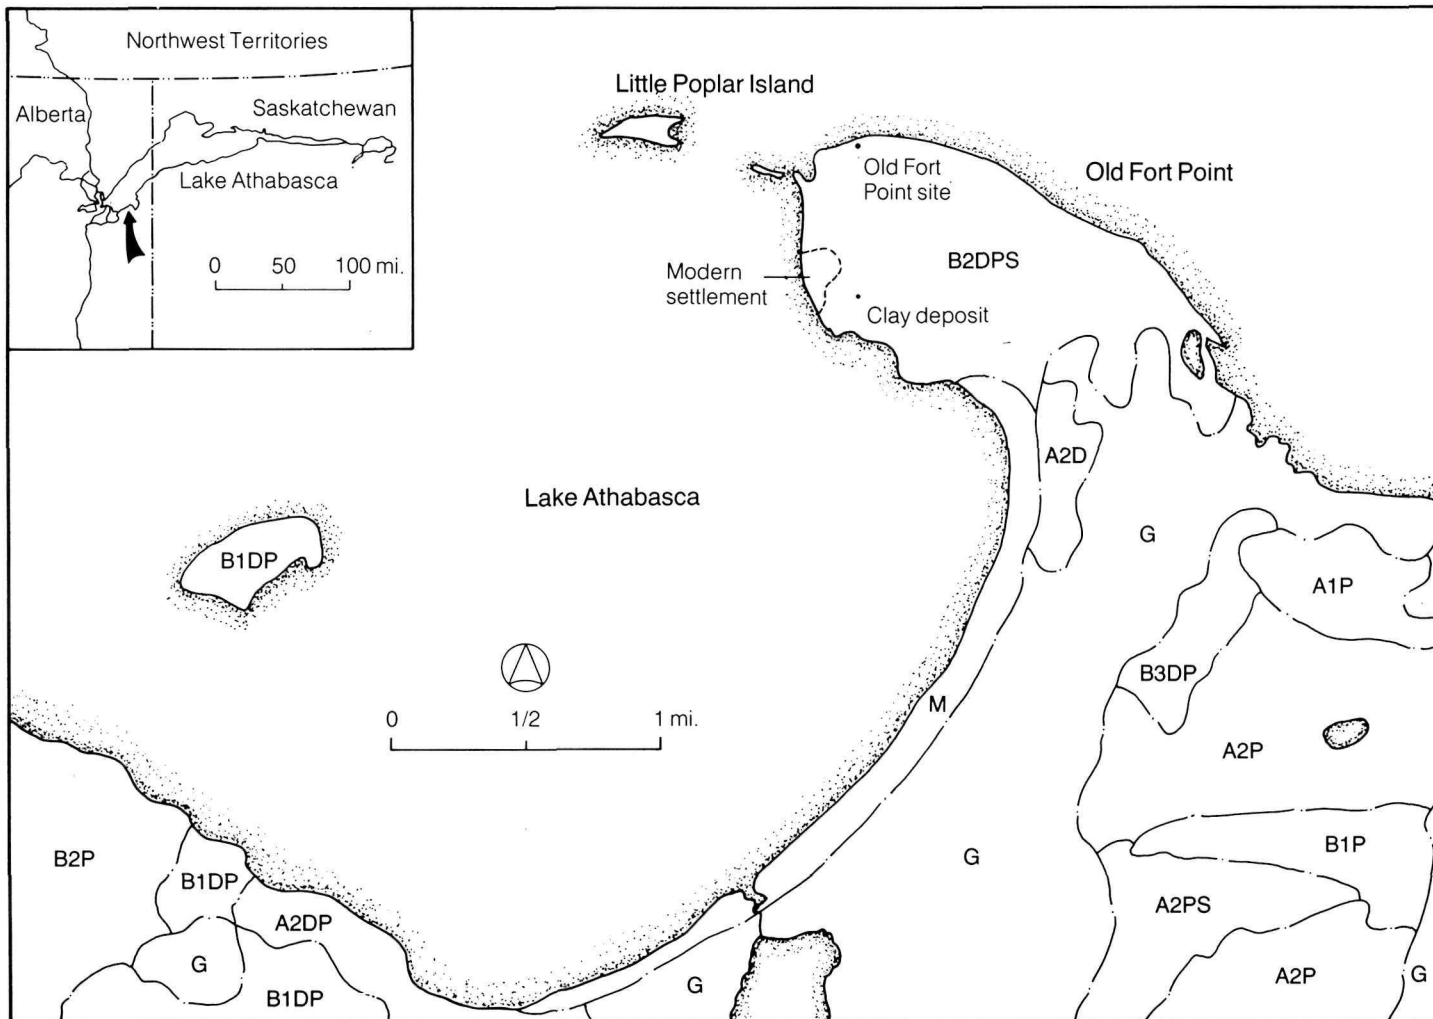 Northwest Territories
Alberta
Saskatchewan
Lake Athabasca
0 50 100 mi.
Little Poplar Island
Old Fort
Point site
Old Fort Point
B2DPS
Modern
settlement
Clay deposit
A2D
Lake Athabasca
G
B1DP
A1P
B3DP
M
0 1/2 1 mi.
A2P
B2P
B1DP
G
B1P
A2DP
A2PS
G
G
A2P
G
B1DP